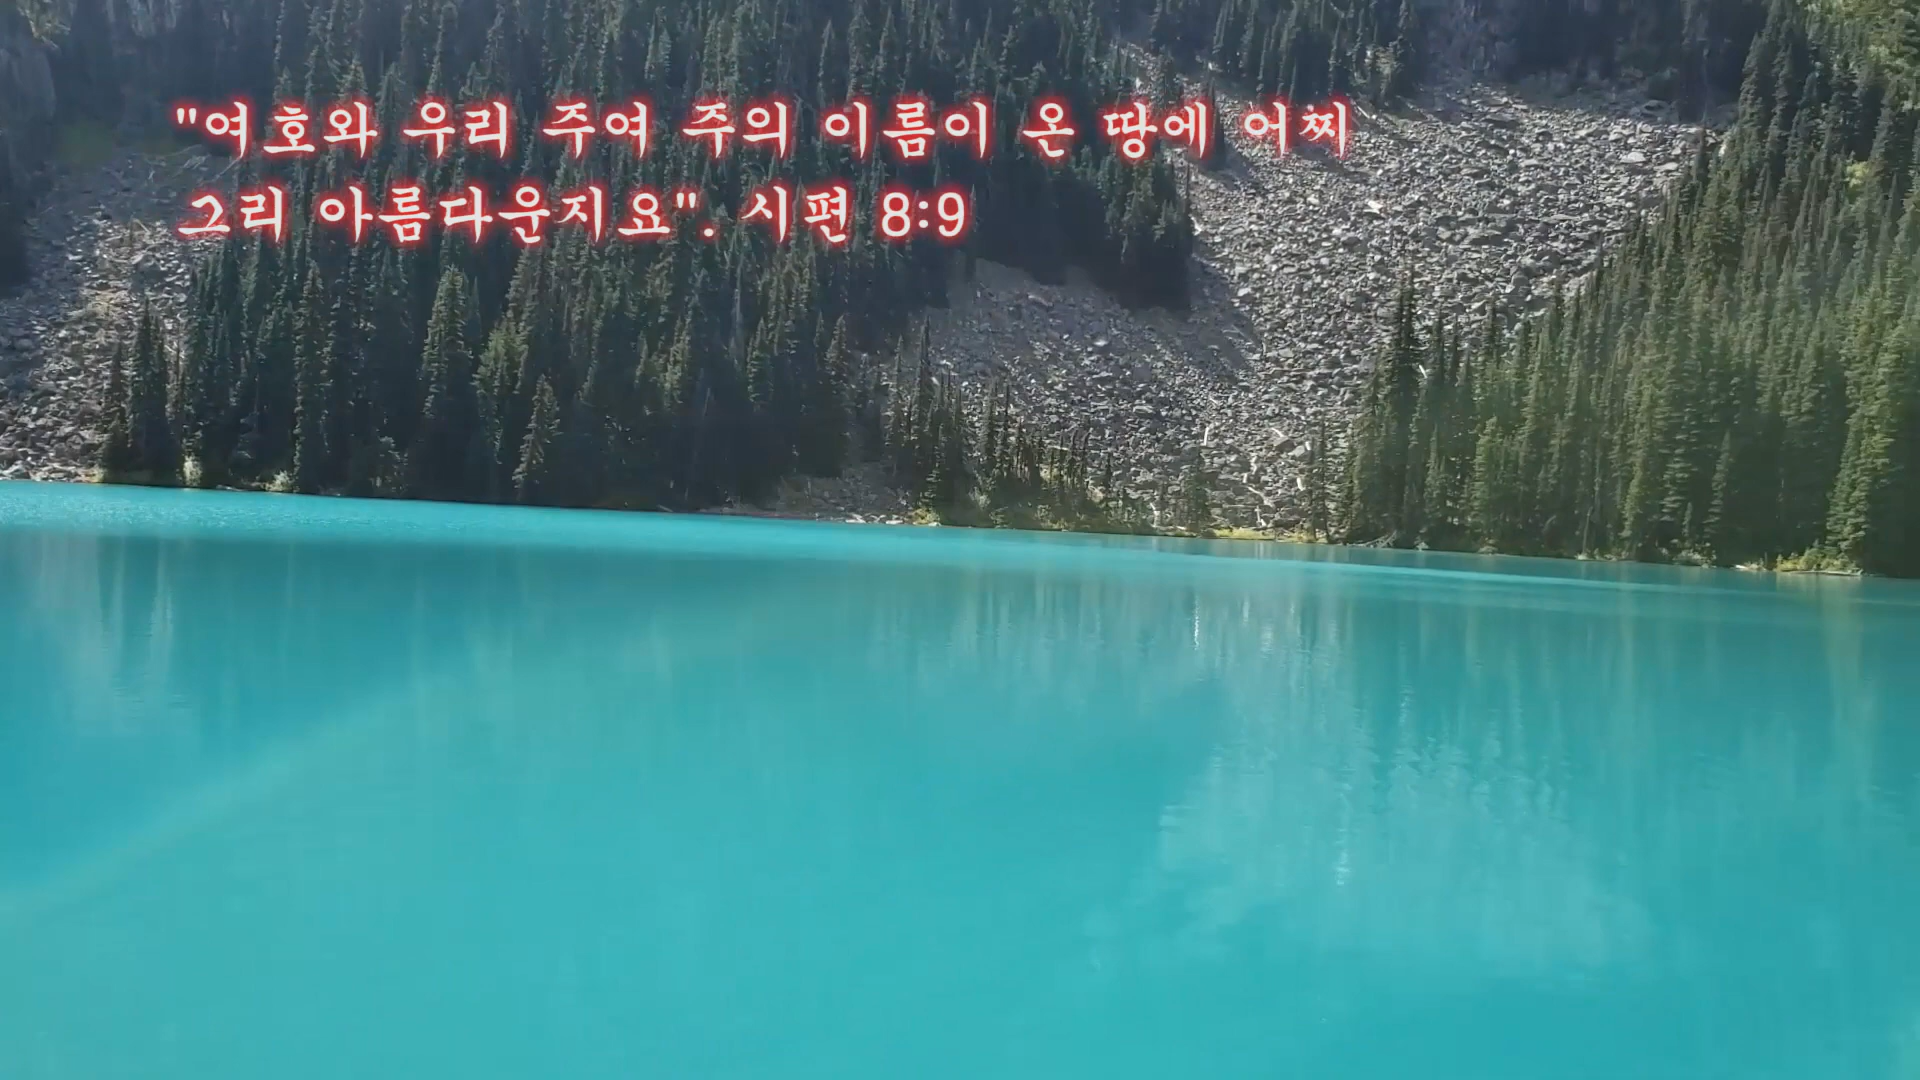 "여호와 우리 주여 주의 이름이 온 땅에 어찌
그리 아름다운지요". 시편 8:9